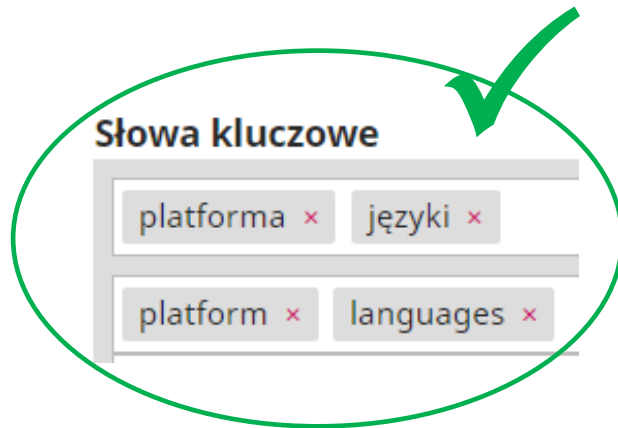 Słowa kluczowe
platforma × języki ×
platform × languages ×